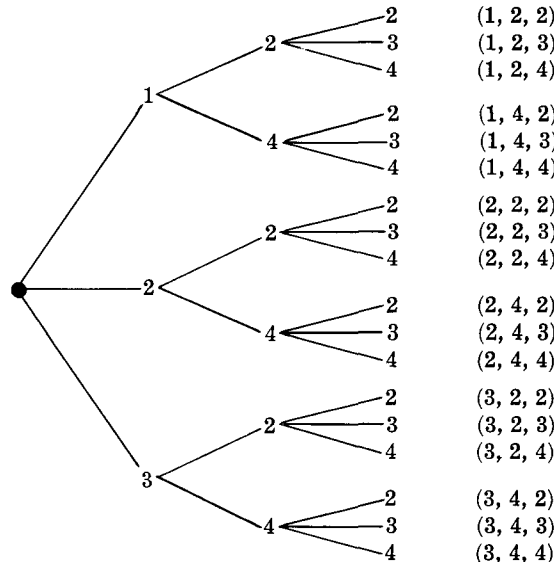 2 (1, 2, 2)
2 3 (1, 2, 3)
4 (1, 2, 4)
1
2 (1, 4, 2)
4 3 (1, 4, 3)
4 (1, 4, 4)
2 (2, 2, 2)
2 3 (2, 2, 3)
4 (2, 2, 4)
2
2 (2, 4, 2)
4 3 (2, 4, 3)
4 (2, 4, 4)
2 (3, 2, 2)
2 3 (3, 2, 3)
4 (3, 2, 4)
3
2 (3, 4, 2)
4 3 (3, 4, 3)
4 (3, 4, 4)